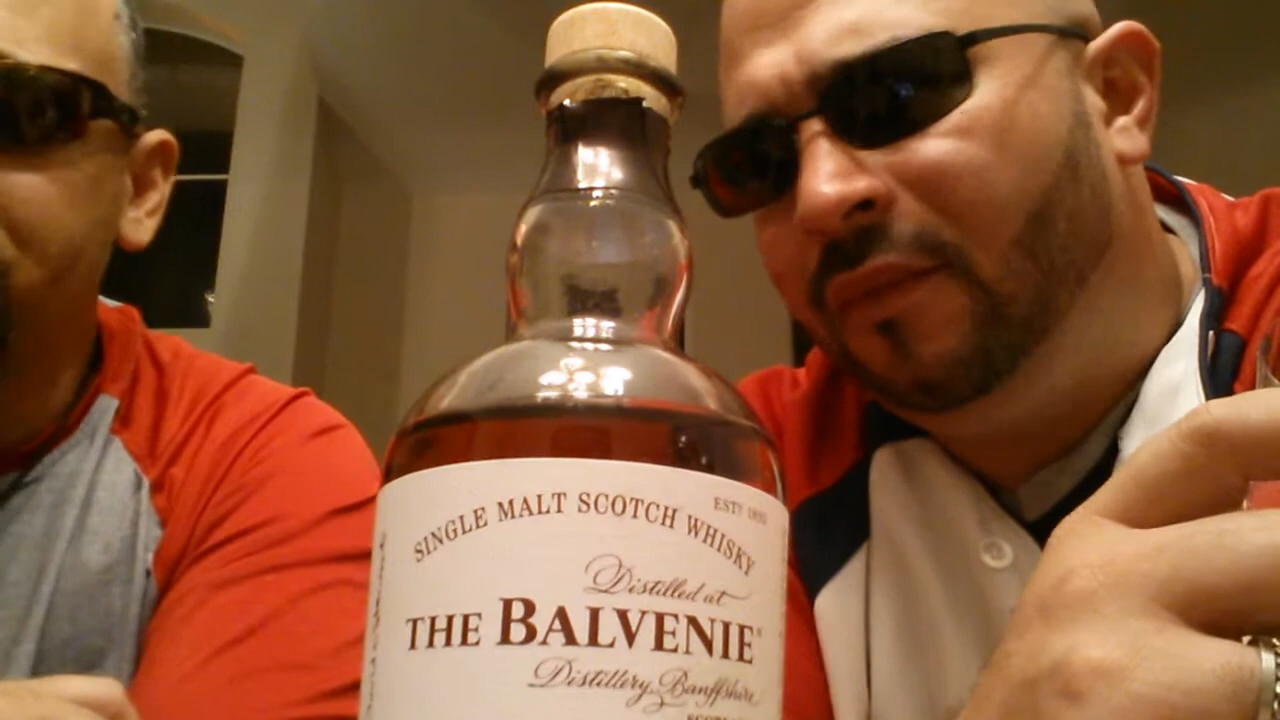 ESTD 1892
SINGLE MALT SCOTCH WHISKY
Distilled at
THE BALVENIE®
Distillery, Banffshire